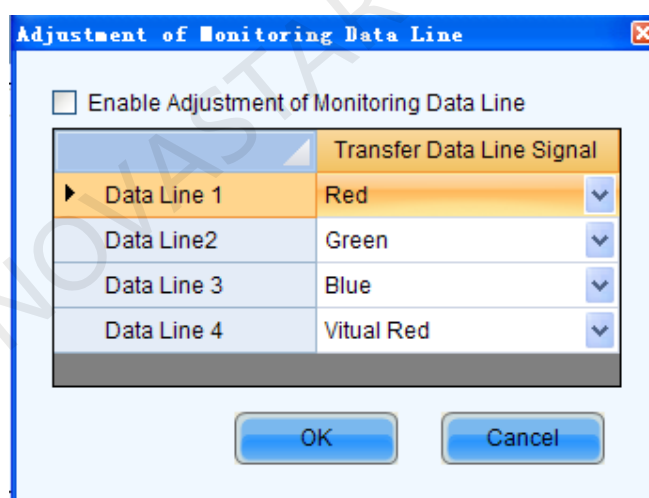 Adjustment of Monitoring Data Line
Enable Adjustment of Monitoring Data Line
Transfer Data Line Signal
Data Line 1 Red
Data Line2 Green
Data Line 3 Blue
Data Line 4 Vitual Red
OK Cancel
NOVASTAR